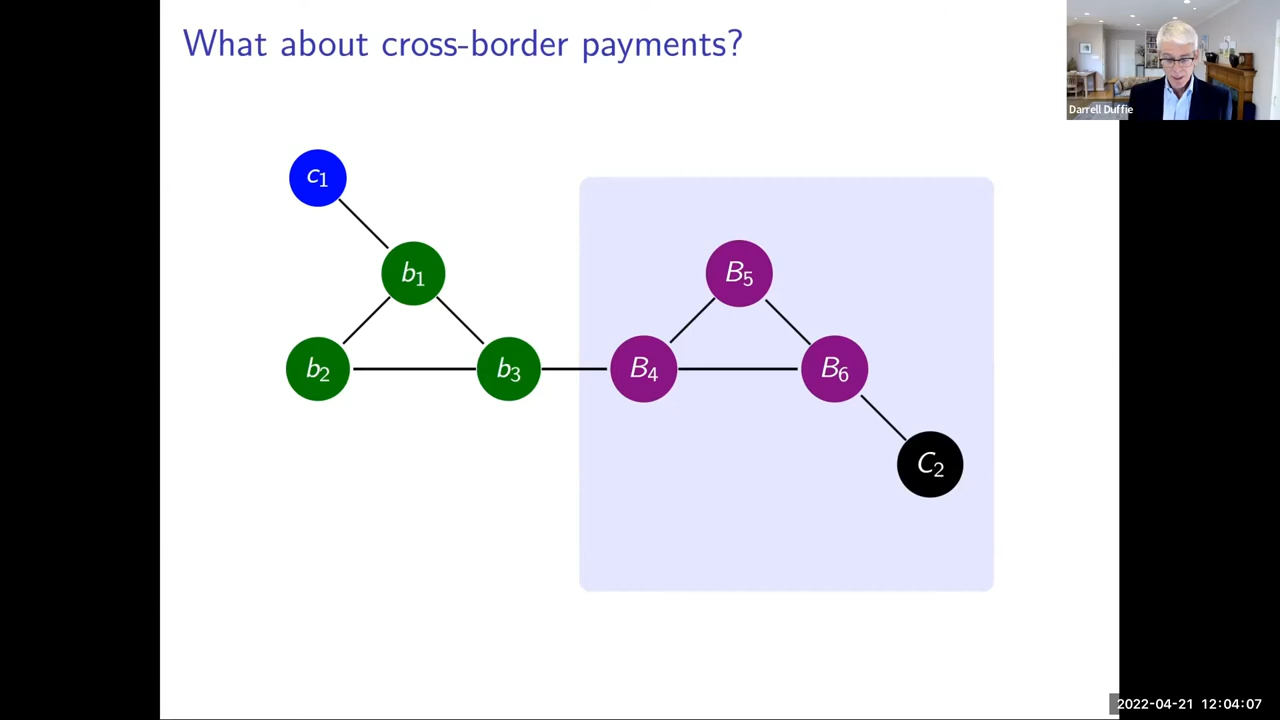 What about cross-border payments?
Darrell Duffie
c₁
b₁
B₅
b₂
b₃
B₄
B₆
C₂
2022-04-21 12:04:07